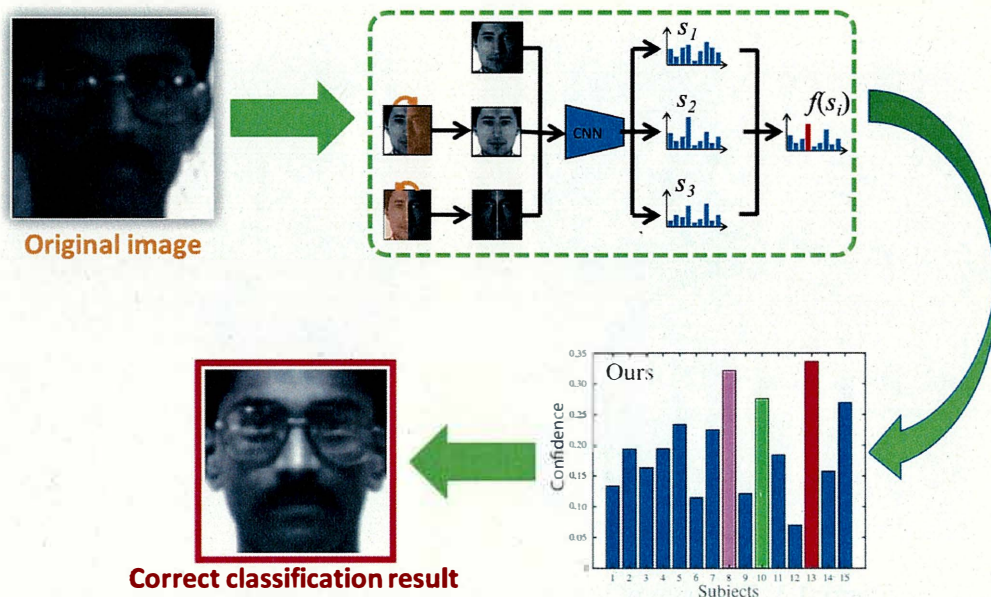 Original image
CNN
s1
s2
s3
f(si)
Ours
Confidence
0.35
0.30
0.25
0.20
0.15
0.10
0.05
0
1 2 3 4 5 6 7 8 9 10 11 12 13 14 15
Subjects
Correct classification result